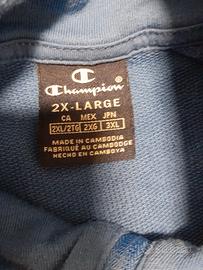 Champion
2X-LARGE
CA MEX JPN
2XL/2TG 2XG 3XL
MADE IN CAMBODIA
FABRIQUÉ AU CAMBODGE
HECHO EN CAMBOYA